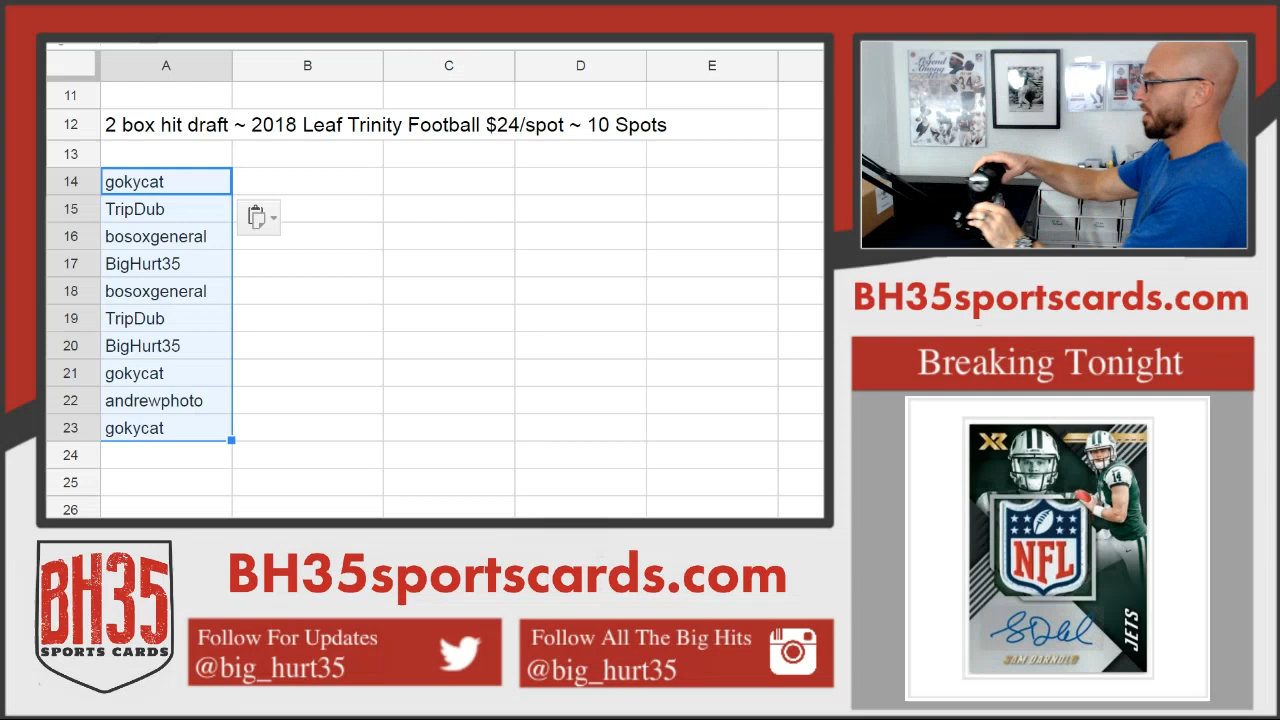 A B C D E
11
12 2 box hit draft ~ 2018 Leaf Trinity Football $24/spot ~ 10 Spots
13
14 gokycat
15 TripDub
16 bosoxgeneral
17 BigHurt35
18 bosoxgeneral
19 TripDub
20 BigHurt35
21 gokycat
22 andrewphoto
23 gokycat
24
25
26
BH35sportscards.com
Breaking Tonight
XR
14
NFL
JETS
SAM DARNOLD
BH35
SPORTS CARDS
BH35sportscards.com
Follow For Updates
@big_hurt35
Follow All The Big Hits
@big_hurt35